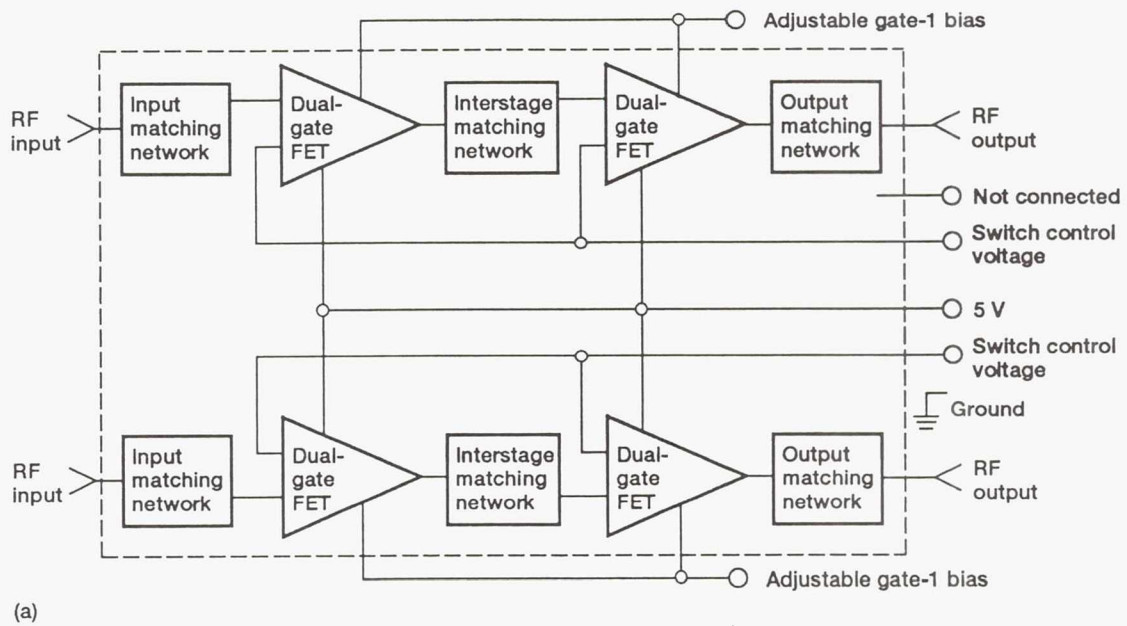 Adjustable gate-1 bias
RF
input
Input
matching
network
Dual-
gate
FET
Interstage
matching
network
Dual-
gate
FET
Output
matching
network
RF
output
Not connected
Switch control
voltage
5 V
Switch control
voltage
Ground
RF
input
Input
matching
network
Dual-
gate
FET
Interstage
matching
network
Dual-
gate
FET
Output
matching
network
RF
output
Adjustable gate-1 bias
(a)